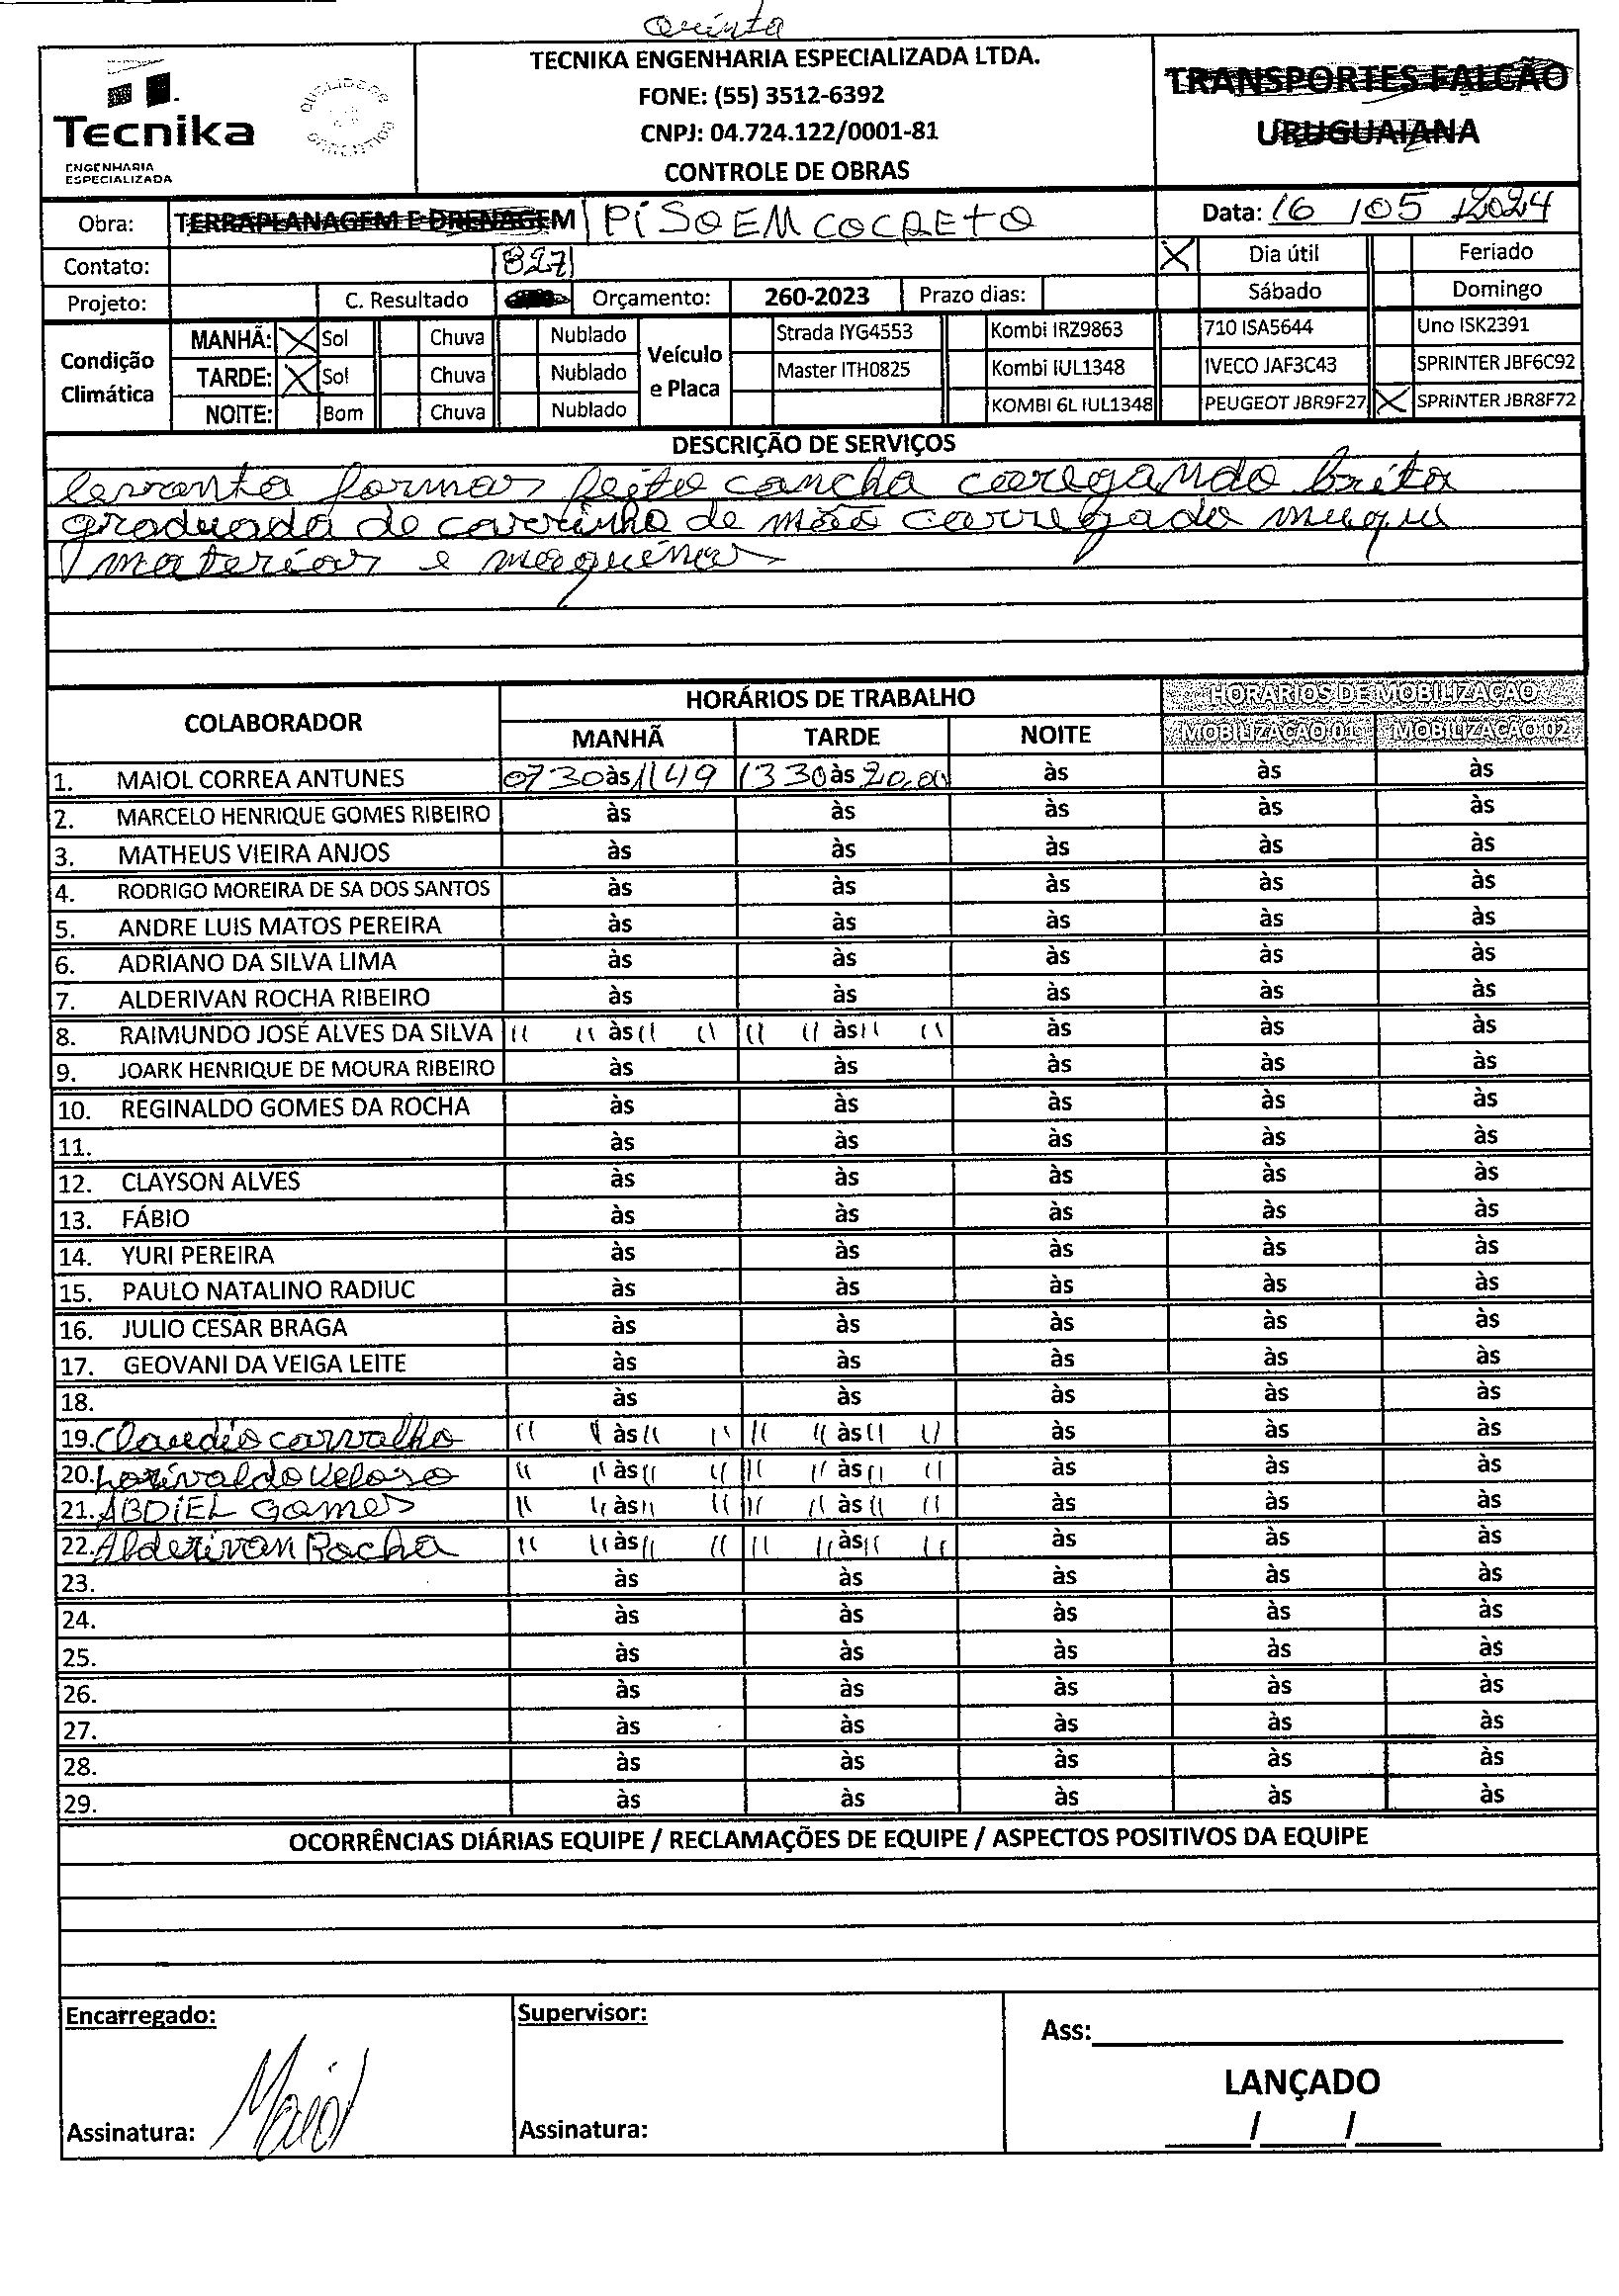 quinta
Tecnika
ENGENHARIA
ESPECIALIZADA
QUALIDADE
GARANTIDA
TECNIKA ENGENHARIA ESPECIALIZADA LTDA.
FONE: (55) 3512-6392
CNPJ: 04.724.122/0001-81
CONTROLE DE OBRAS
TRANSPORTES FALCÃO
URUGUAIANA
Obra: TERRAPLANAGEM E DRENAGEM PISO EM COCRETO Data: 16 / 05 / 2024
Contato: 827 X Dia útil Feriado
Projeto: C. Resultado Orçamento: 260-2023 Prazo dias: Sábado Domingo
Condição Climática
MANHÃ: X Sol Chuva Nublado
TARDE: X Sol Chuva Nublado
NOITE: Bom Chuva Nublado
Veículo e Placa
Strada IYG4553 Kombi IRZ9863 710 ISA5644 Uno ISK2391
Master ITH0825 Kombi IUL1348 IVECO JAF3C43 SPRINTER JBF6C92
KOMBI 6L IUL1348 PEUGEOT JBR9F27 X SPRINTER JBR8F72
DESCRIÇÃO DE SERVIÇOS
levanta formas feito cancha caregando brita
graduada de carrinho de mão carregado
materiar e maquinar
COLABORADOR HORÁRIOS DE TRABALHO HORÁRIOS DE MOBILIZAÇÃO
MANHÃ TARDE NOITE MOBILIZAÇÃO 01 MOBILIZAÇÃO 02
1. MAIOL CORREA ANTUNES 0730 às 1149 1330 às 20,00 às às às
2. MARCELO HENRIQUE GOMES RIBEIRO às às às às às
3. MATHEUS VIEIRA ANJOS às às às às às
4. RODRIGO MOREIRA DE SA DOS SANTOS às às às às às
5. ANDRE LUIS MATOS PEREIRA às às às às às
6. ADRIANO DA SILVA LIMA às às às às às
7. ALDERIVAN ROCHA RIBEIRO às às às às às
8. RAIMUNDO JOSÉ ALVES DA SILVA " " às " " " " às " " às às às
9. JOARK HENRIQUE DE MOURA RIBEIRO às às às às às
10. REGINALDO GOMES DA ROCHA às às às às às
11. às às às às às
12. CLAYSON ALVES às às às às às
13. FÁBIO às às às às às
14. YURI PEREIRA às às às às às
15. PAULO NATALINO RADIUC às às às às às
16. JULIO CESAR BRAGA às às às às às
17. GEOVANI DA VEIGA LEITE às às às às às
18. às às às às às
19. Claudio carvalho " " às " " " " às " " às às às
20. Lorivaldo Veloso " " às " " " " às " " às às às
21. ABDIEL Gomes " " às " " " " às " " às às às
22. Alderivan Rocha " " às " " " " às " " às às às
23. às às às às às
24. às às às às às
25. às às às às às
26. às às às às às
27. às às às às às
28. às às às às às
29. às às às às às
OCORRÊNCIAS DIÁRIAS EQUIPE / RECLAMAÇÕES DE EQUIPE / ASPECTOS POSITIVOS DA EQUIPE
Encarregado: Supervisor: Ass:
LANÇADO
Assinatura: Maiol Assinatura: / /